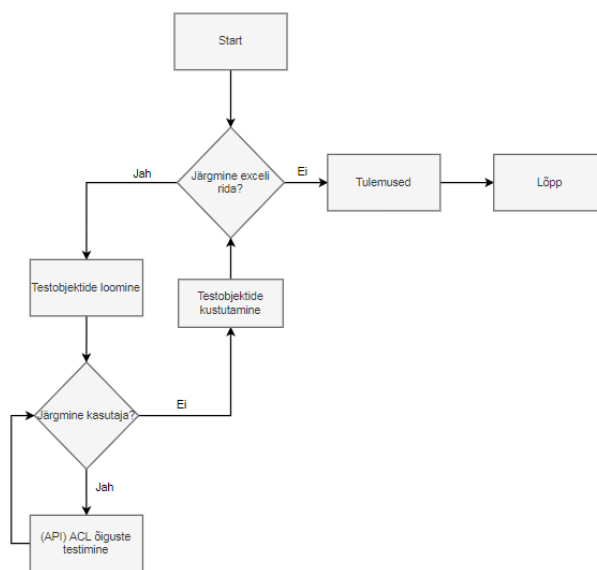 Start
Järgmine exceli
rida?
Jah
Ei
Tulemused
Lõpp
Testobjektide loomine
Testobjektide
kustutamine
Järgmine kasutaja?
Ei
Jah
(API) ACL õiguste
testimine